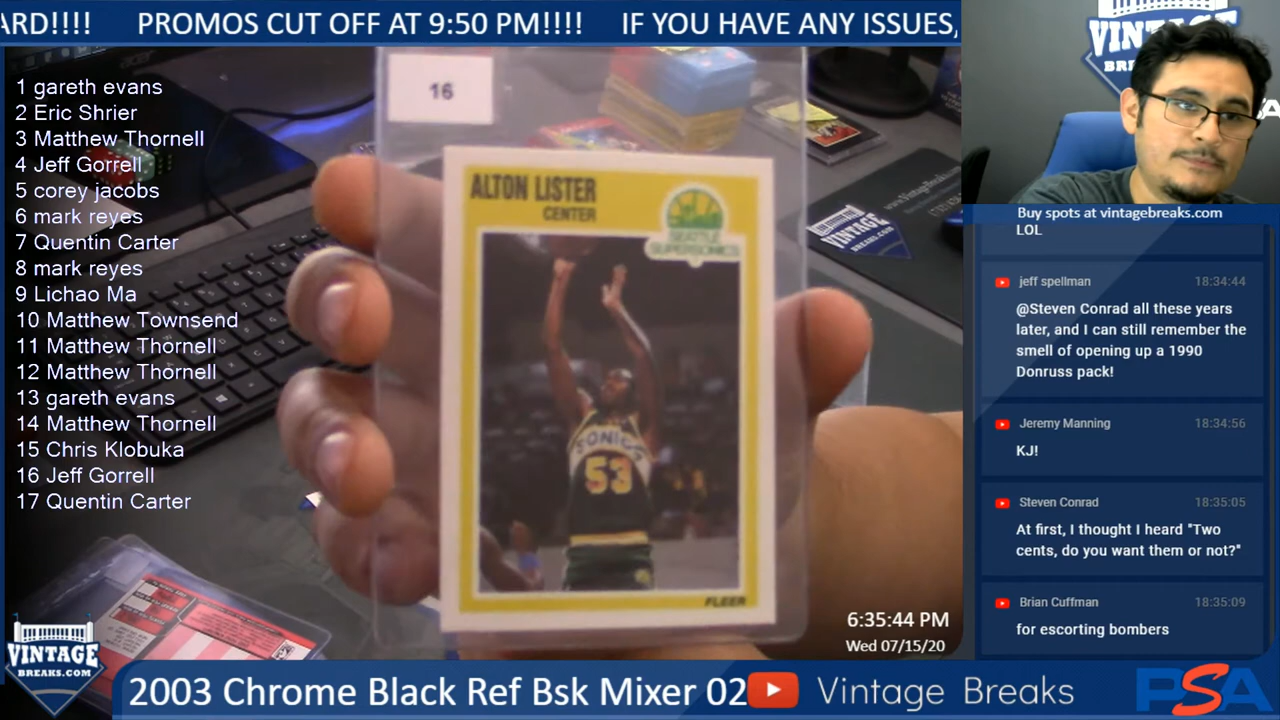 ARD!!!! PROMOS CUT OFF AT 9:50 PM!!!! IF YOU HAVE ANY ISSUES,
1 gareth evans
2 Eric Shrier
3 Matthew Thornell
4 Jeff Gorrell
5 corey jacobs
6 mark reyes
7 Quentin Carter
8 mark reyes
9 Lichao Ma
10 Matthew Townsend
11 Matthew Thornell
12 Matthew Thornell
13 gareth evans
14 Matthew Thornell
15 Chris Klobuka
16 Jeff Gorrell
17 Quentin Carter
16
ALTON LISTER
CENTER
SEATTLE
SUPERSONICS
SONICS
53
FLEER
VINTAGE
6:35:44 PM
Wed 07/15/20
Buy spots at vintagebreaks.com
LOL
jeff spellman 18:34:44
@Steven Conrad all these years
later, and I can still remember the
smell of opening up a 1990
Donruss pack!
Jeremy Manning 18:34:56
KJ!
Steven Conrad 18:35:05
At first, I thought I heard "Two
cents, do you want them or not?"
Brian Cuffman 18:35:09
for escorting bombers
VINTAGE
BREAKS.COM
2003 Chrome Black Ref Bsk Mixer 02
Vintage Breaks
PSA